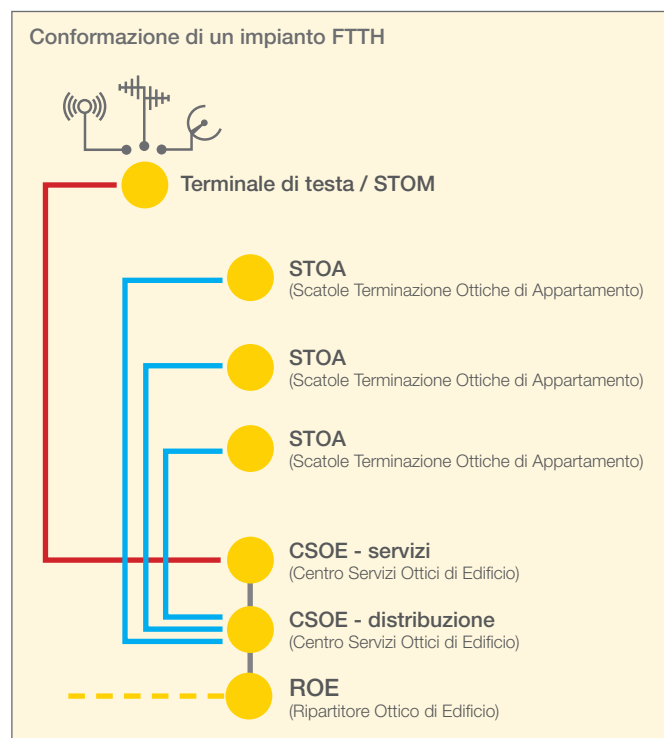 Conformazione di un impianto FTTH
Terminale di testa / STOM
STOA
(Scatole Terminazione Ottiche di Appartamento)
STOA
(Scatole Terminazione Ottiche di Appartamento)
STOA
(Scatole Terminazione Ottiche di Appartamento)
CSOE - servizi
(Centro Servizi Ottici di Edificio)
CSOE - distribuzione
(Centro Servizi Ottici di Edificio)
ROE
(Ripartitore Ottico di Edificio)